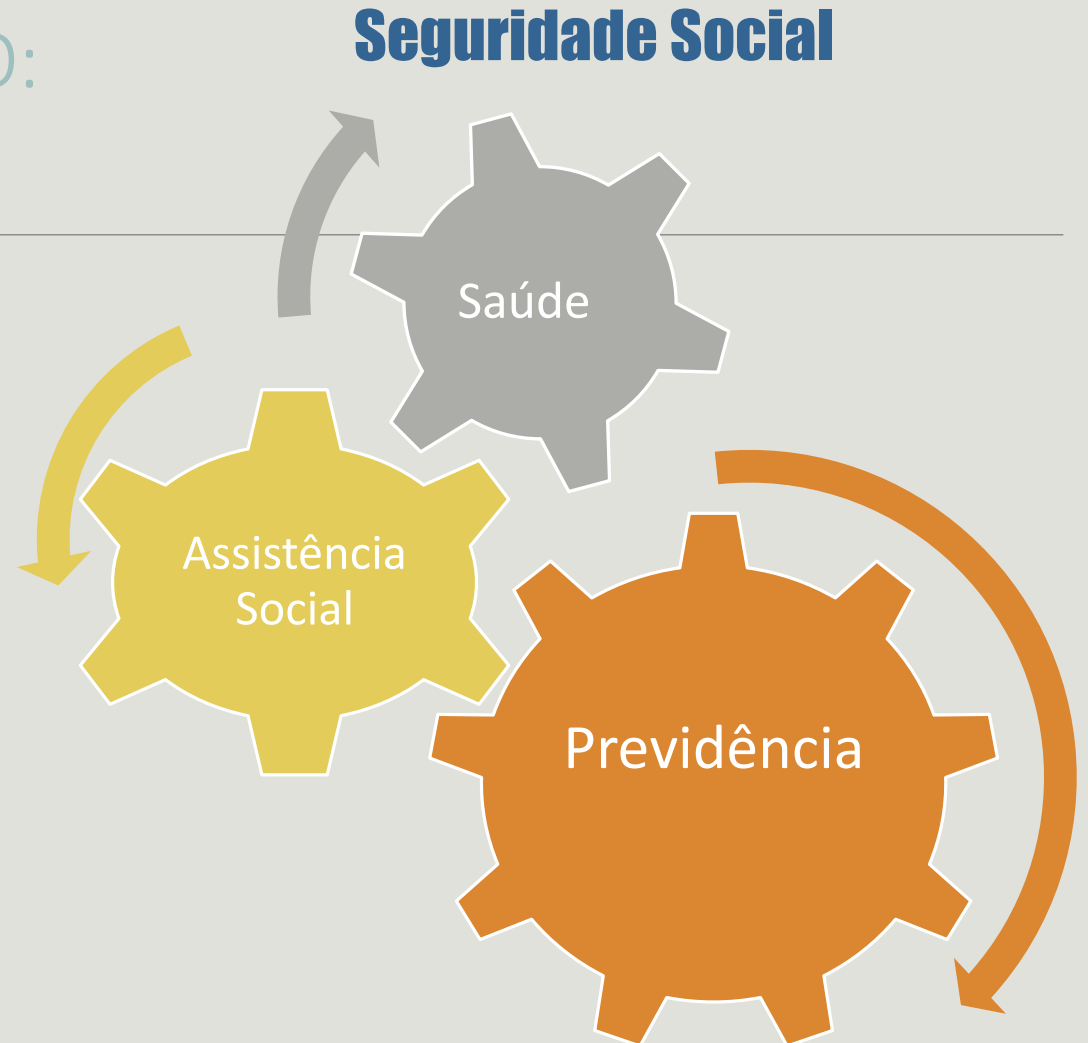 Seguridade Social
Saúde
Assistência
Social
Previdência